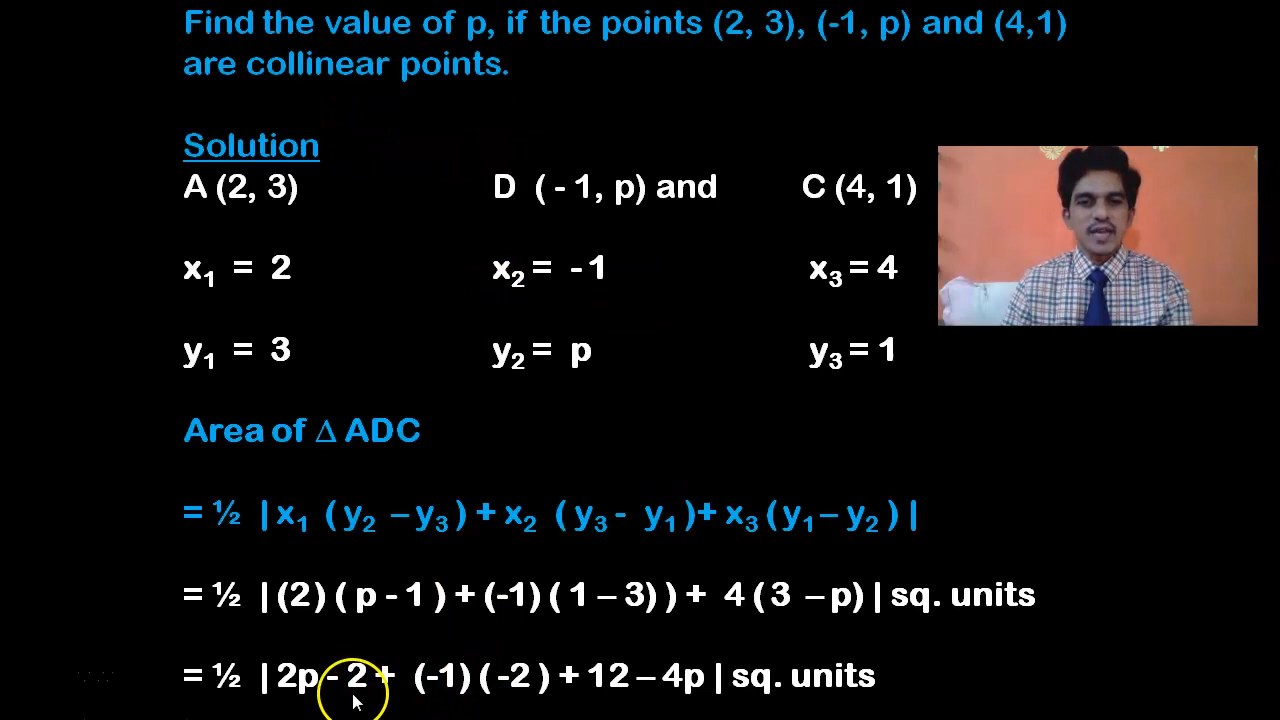 Find the value of p, if the points (2, 3), (-1, p) and (4,1)
are collinear points.
Solution
A (2, 3) D ( - 1, p) and C (4, 1)
x₁ = 2 x₂ = - 1 x₃ = 4
y₁ = 3 y₂ = p y₃ = 1
Area of ∆ ADC
= ½ | x₁ ( y₂ – y₃ ) + x₂ ( y₃ - y₁ )+ x₃ ( y₁ – y₂ ) |
= ½ | (2) ( p - 1 ) + (-1) ( 1 – 3) ) + 4 ( 3 – p) | sq. units
= ½ | 2p - 2 + (-1) ( -2 ) + 12 – 4p | sq. units